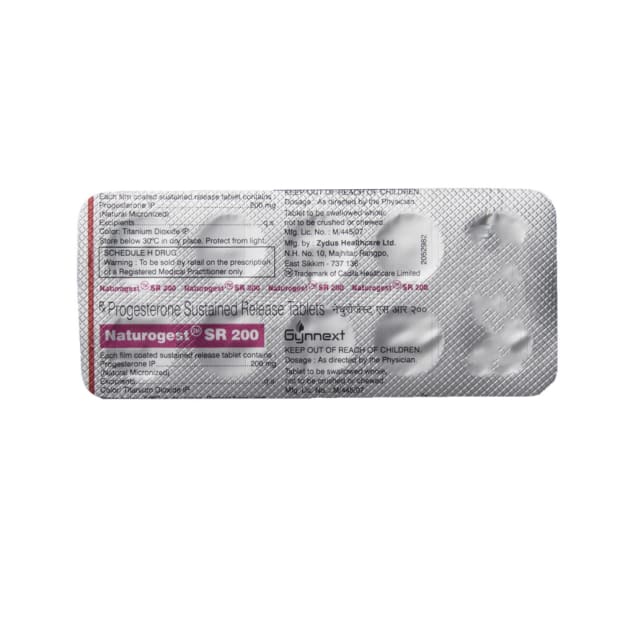 Each film coated sustained release tablet contains :
Progesterone IP ........ 200 mg
(Natural Micronized)
Excipients ........ q.s.
Color: Titanium Dioxide IP
Store below 30°C in dry place. Protect from light.
SCHEDULE H DRUG
Warning : To be sold by retail on the prescription
of a Registered Medical Practitioner only.
KEEP OUT OF REACH OF CHILDREN.
Dosage : As directed by the Physician.
Tablet to be swallowed whole,
not to be crushed or chewed.
Mfg. Lic. No. : M/445/07
Mfg. by : Zydus Healthcare Ltd.
N.H. No. 10, Majhitar, Rangpo,
East Sikkim - 737 136
TM Trademark of Cadila Healthcare Limited
2052982
Naturogest TM SR 200 Naturogest TM SR 200 Naturogest TM SR 200 Naturogest TM SR 200
℞ Progesterone Sustained Release Tablets नेचुरोजेस्ट एस आर २००
Naturogest TM SR 200
Gynnext
Each film coated sustained release tablet contains :
Progesterone IP ........ 200 mg
(Natural Micronized)
Excipients ........ q.s.
Color: Titanium Dioxide IP
KEEP OUT OF REACH OF CHILDREN.
Dosage : As directed by the Physician.
Tablet to be swallowed whole,
not to be crushed or chewed.
Mfg. Lic. No. : M/445/07